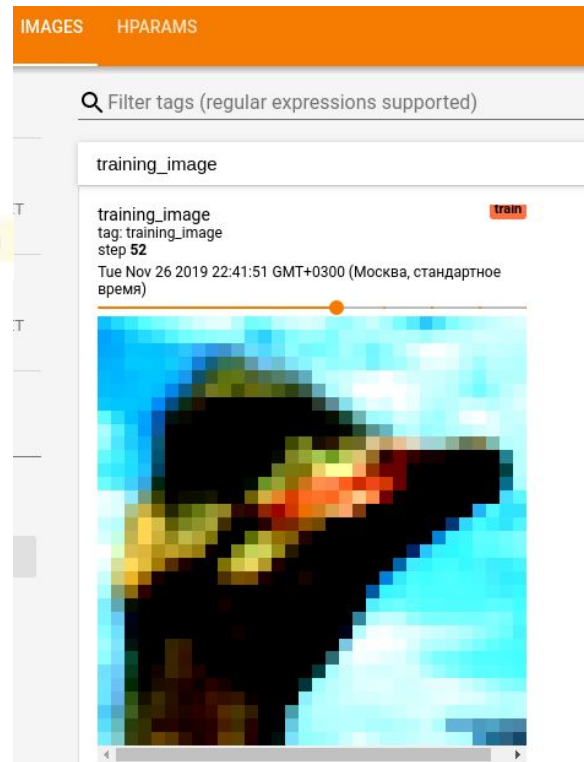 IMAGES HPARAMS
Filter tags (regular expressions supported)
training_image
training_image train
tag: training_image
step 52
Tue Nov 26 2019 22:41:51 GMT+0300 (Москва, стандартное
время)